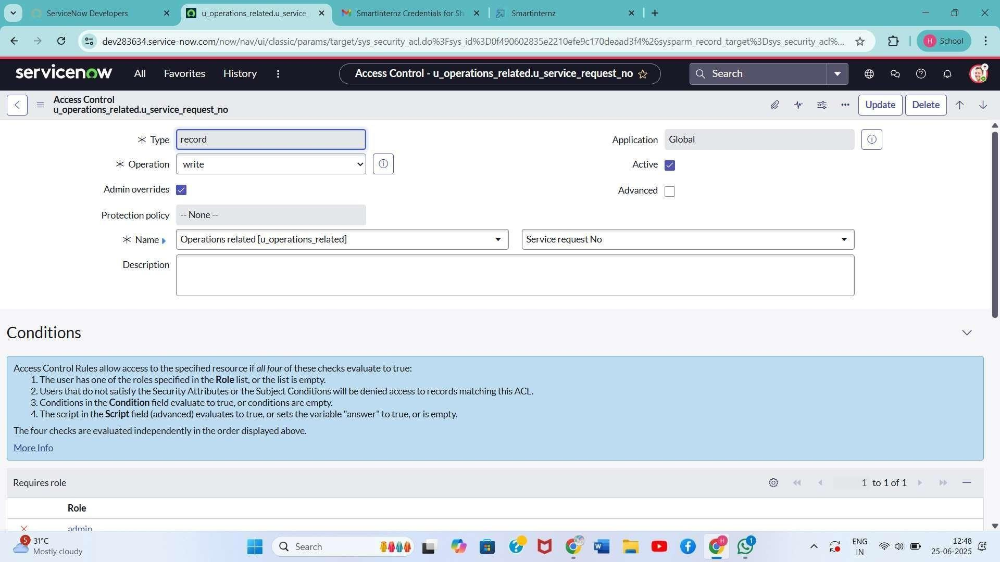 ServiceNow Developers
u_operations_related.u_service_
SmartInternz Credentials for Sh
Smartinternz
dev283634.service-now.com/now/nav/ui/classic/params/target/sys_security_acl.do%3Fsys_id%3D0f490602835e2210efe9c170deaad3f4%26sysparm_record_target%3Dsys_security_acl%...
H School
servicenow
All
Favorites
History
Access Control - u_operations_related.u_service_request_no
Search
Access Control
u_operations_related.u_service_request_no
Update
Delete
Type
record
Application
Global
Operation
write
Active
Admin overrides
Advanced
Protection policy
-- None --
Name
Operations related [u_operations_related]
Service request No
Description
Conditions
Access Control Rules allow access to the specified resource if all four of these checks evaluate to true:
1. The user has one of the roles specified in the Role list, or the list is empty.
2. Users that do not satisfy the Security Attributes or the Subject Conditions will be denied access to records matching this ACL.
3. Conditions in the Condition field evaluate to true, or conditions are empty.
4. The script in the Script field (advanced) evaluates to true, or sets the variable "answer" to true, or is empty.
The four checks are evaluated independently in the order displayed above.
More Info
Requires role
1 to 1 of 1
Role
admin
5
31°C
Mostly cloudy
Search
H
1
ENG
IN
12:48
25-06-2025